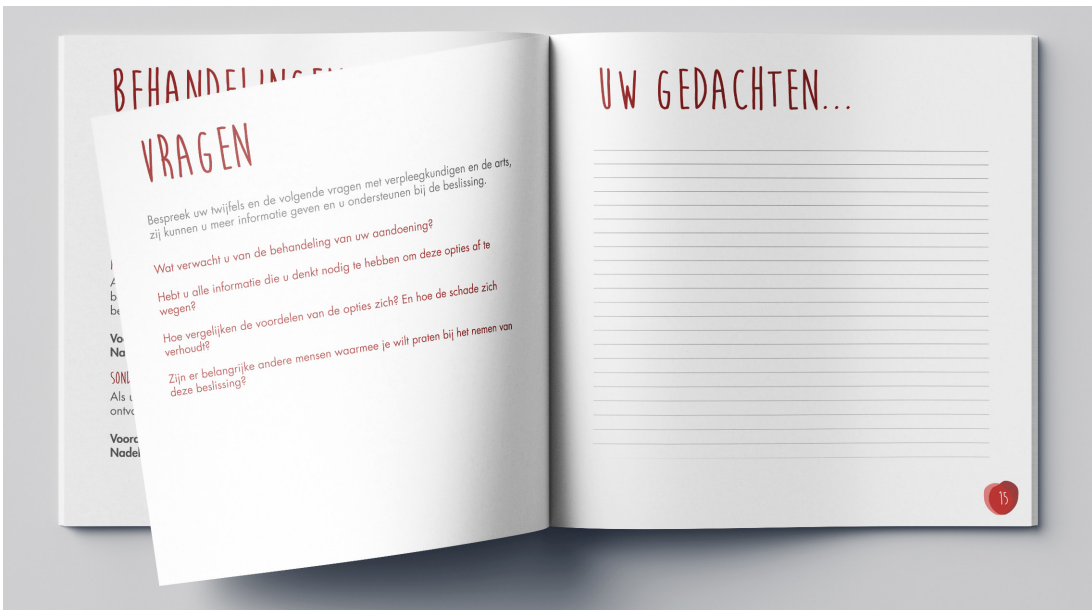 BEHANDELINGEN
VRAGEN
Bespreek uw twijfels en de volgende vragen met verpleegkundigen en de arts,
zij kunnen u meer informatie geven en u ondersteunen bij de beslissing.
Wat verwacht u van de behandeling van uw aandoening?
Hebt u alle informatie die u denkt nodig te hebben om deze opties af te
wegen?
Hoe vergelijken de voordelen van de opties zich? En hoe de schade zich
verhoudt?
Zijn er belangrijke andere mensen waarmee je wilt praten bij het nemen van
deze beslissing?
Als u
UW GEDACHTEN...
15